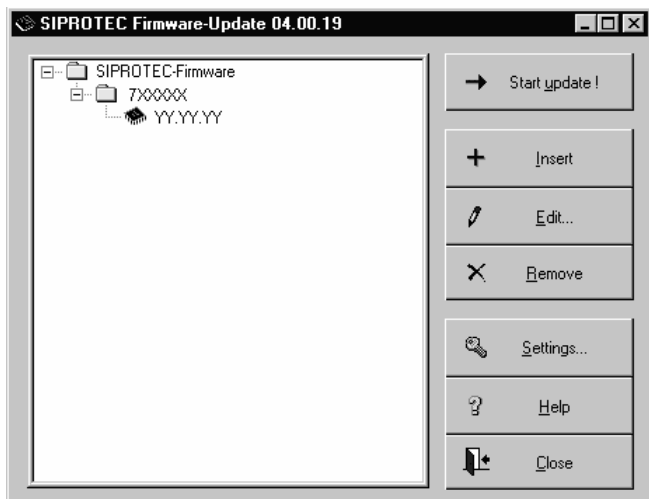 SIPROTEC Firmware-Update 04.00.19
SIPROTEC-Firmware
7XXXXX
YY.YY.YY
Start update !
Insert
Edit...
Remove
Settings...
Help
Close